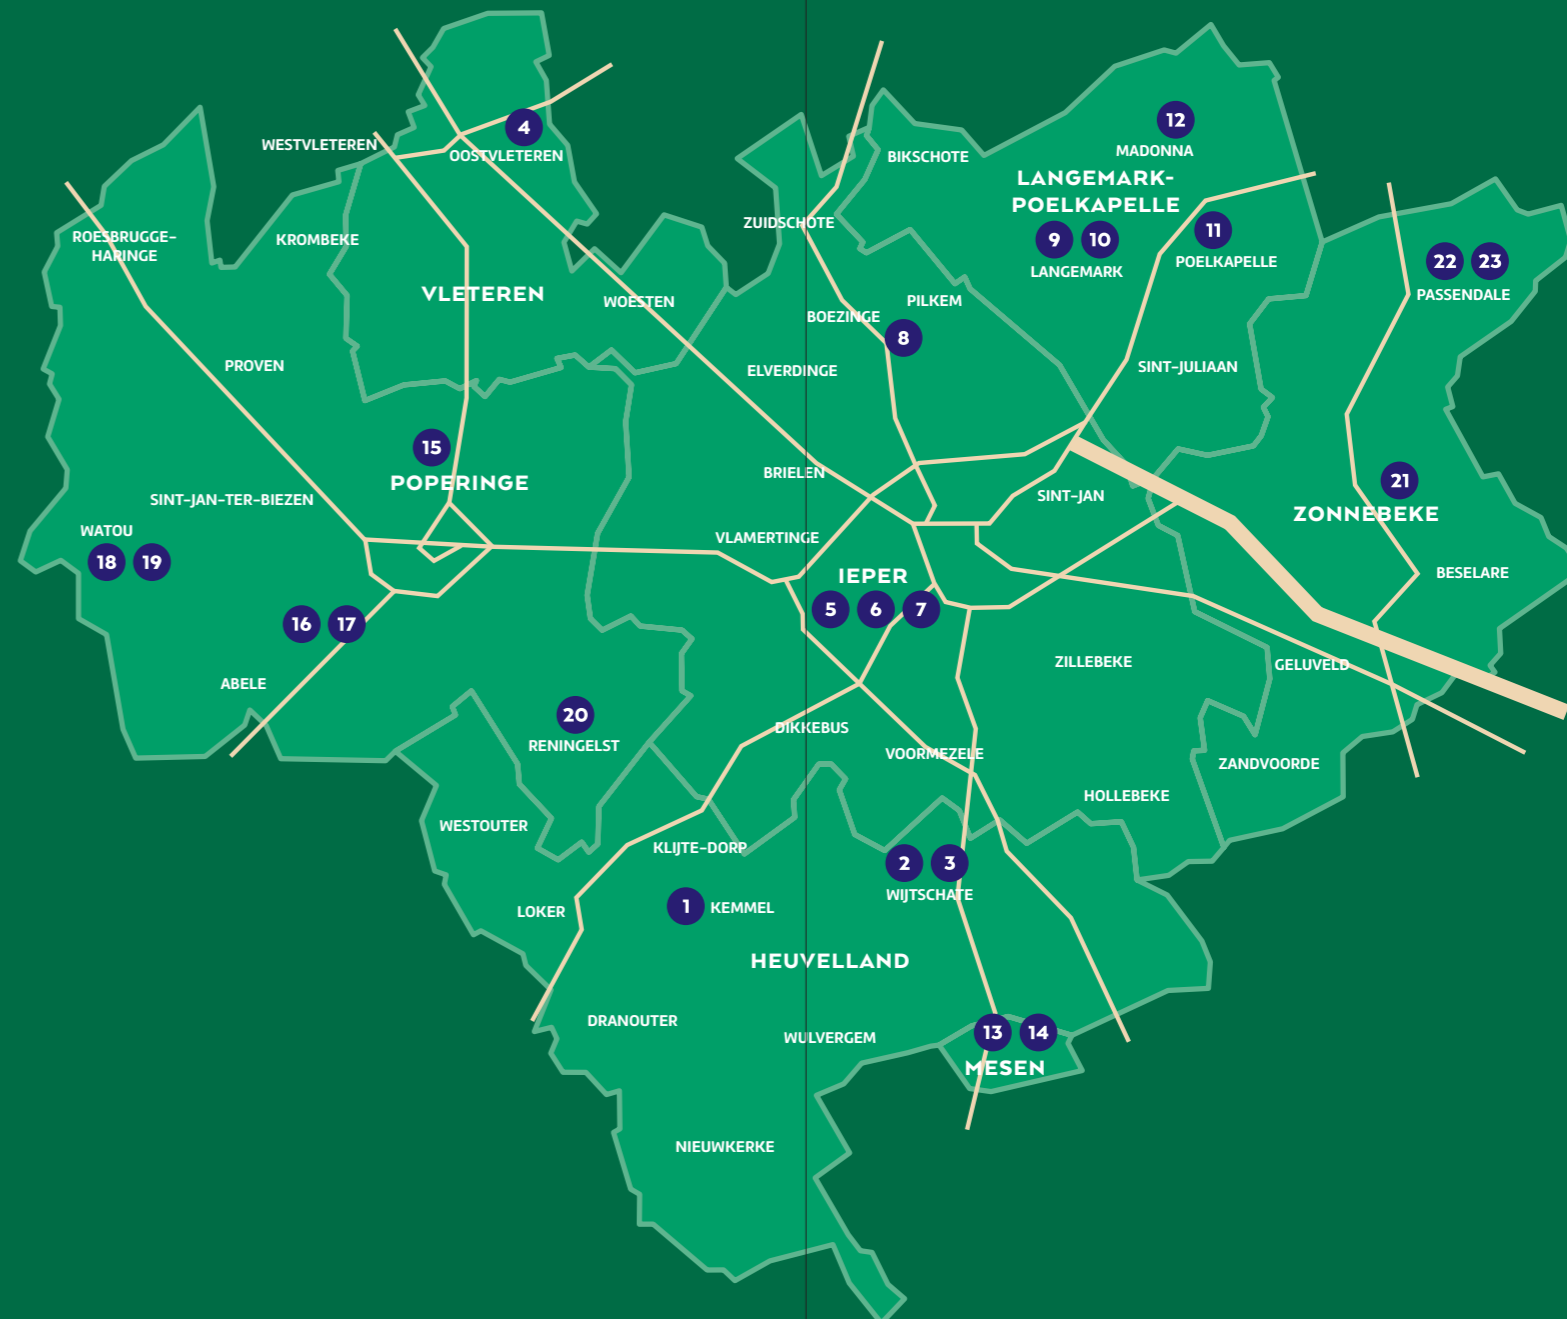 4
WESTVLETEREN
OOSTVLETEREN
12
MADONNA
BIKSCHOTE
LANGEMARK-
POELKAPELLE
ZUIDSCHOTE
9 10
LANGEMARK
11
POELKAPELLE
ROESBRUGGE-
HARINGE
KROMBEKE
22 23
PASSENDALE
VLETEREN
WOESTEN
PILKEM
BOEZINGE
8
PROVEN
ELVERDINGE
SINT-JULIAAN
15
POPERINGE
BRIELEN
21
ZONNEBEKE
SINT-JAN-TER-BIEZEN
SINT-JAN
WATOU
18 19
VLAMERTINGE
IEPER
5 6 7
BESELARE
16 17
ZILLEBEKE
GELUVELD
ABELE
20
RENINGELST
DIKKEBUS
VOORMEZELE
ZANDVOORDE
HOLLEBEKE
WESTOUTER
KLIJTE-DORP
2 3
WIJTSCHATE
LOKER
1 KEMMEL
HEUVELLAND
DRANOUTER
WULVERGEM
13 14
MESEN
NIEUWKERKE